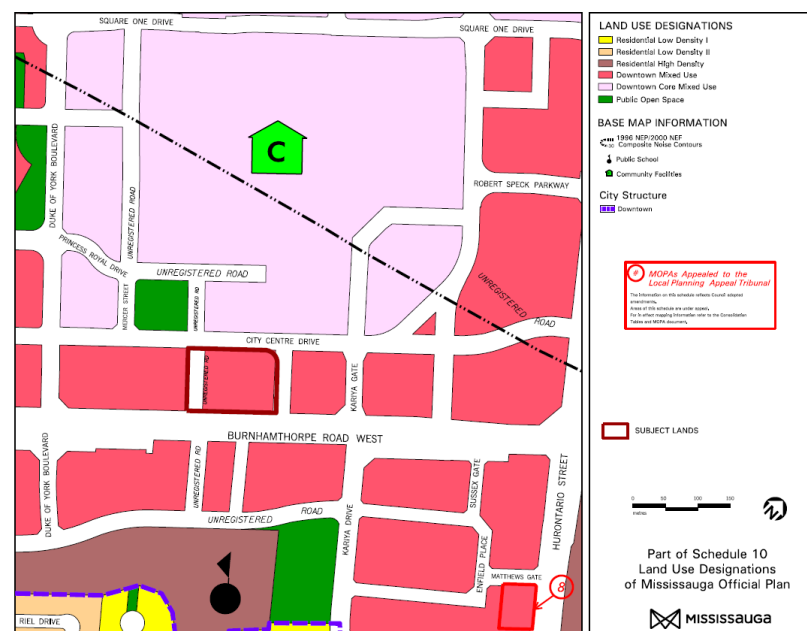 SQUARE ONE DRIVE
SQUARE ONE DRIVE
DUKE OF YORK BOULEVARD
UNREGISTERED ROAD
ROBERT SPECK PARKWAY
PRINCESS ROYAL DRIVE
UNREGISTERED ROAD
MERCER STREET
UNREGISTERED RD
UNREGISTERED ROAD
CITY CENTRE DRIVE
UNREGISTERED RD
KARIYA GATE
BURNHAMTHORPE ROAD WEST
DUKE OF YORK BOULEVARD
UNREGISTERED RD
UNREGISTERED ROAD
KARIYA DRIVE
SUSSEX GATE
HURONTARIO STREET
ENFIELD PLACE
MATTHEWS GATE
RIEL DRIVE
C
8
LAND USE DESIGNATIONS
Residential Low Density I
Residential Low Density II
Residential High Density
Downtown Mixed Use
Downtown Core Mixed Use
Public Open Space
BASE MAP INFORMATION
1996 NEP/2000 NEF
Composite Noise Contours
Public School
Community Facilities
City Structure
Downtown
# MOPAs Appealed to the
Local Planning Appeal Tribunal
The information on this schedule reflects Council adopted
amendments.
Areas of this schedule are under appeal.
For in effect mapping information refer to the Consolidation
Tables and MOPA document.
SUBJECT LANDS
0 50 100 150
metres
Part of Schedule 10
Land Use Designations
of Mississauga Official Plan
MISSISSAUGA